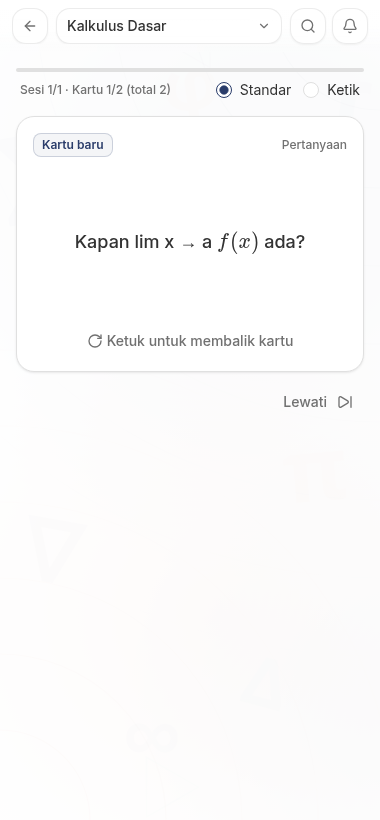 Kalkulus Dasar
Sesi 1/1 · Kartu 1/2 (total 2)
Standar
Ketik
Kartu baru
Pertanyaan
Kapan lim x → a f(x) ada?
Ketuk untuk membalik kartu
Lewati